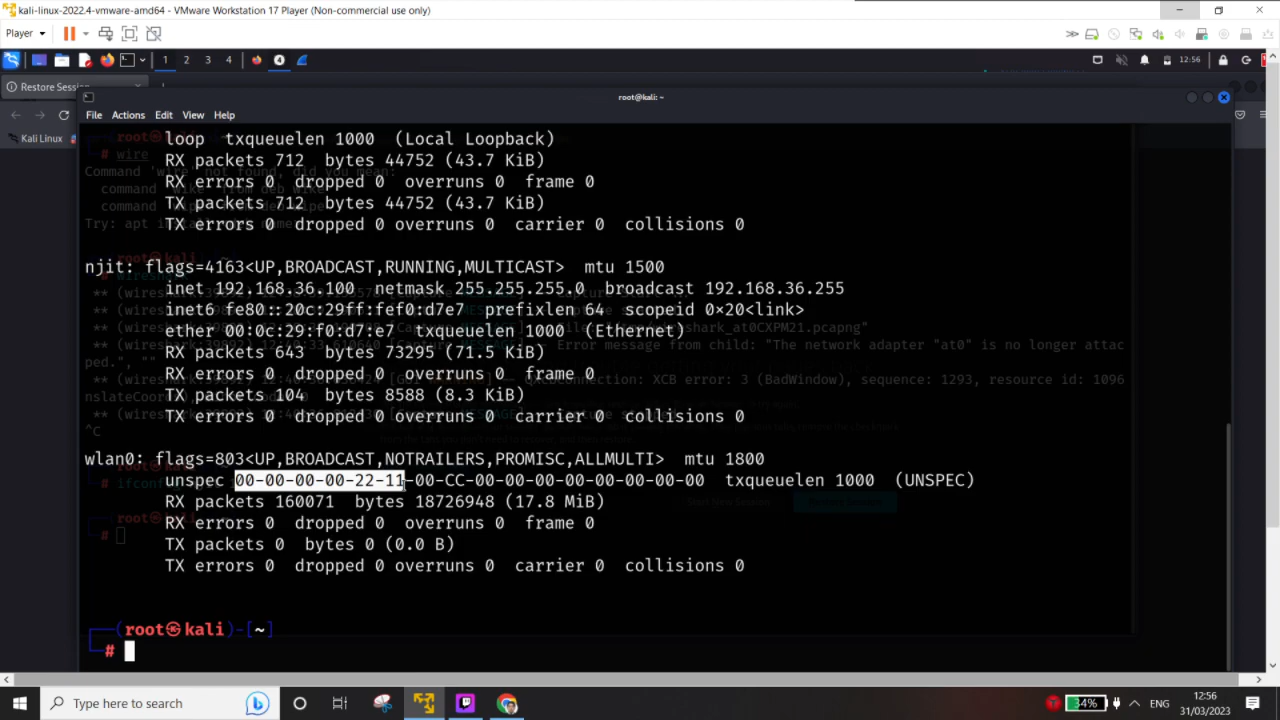 kali-linux-2022.4-vmware-amd64 - VMware Workstation 17 Player (Non-commercial use only)
Player
1 2 3 4
12:56
Restore Session
root@kali: ~
File Actions Edit View Help
Kali Linux
loop txqueuelen 1000 (Local Loopback)
RX packets 712 bytes 44752 (43.7 KiB)
RX errors 0 dropped 0 overruns 0 frame 0
TX packets 712 bytes 44752 (43.7 KiB)
TX errors 0 dropped 0 overruns 0 carrier 0 collisions 0
njit: flags=4163<UP,BROADCAST,RUNNING,MULTICAST> mtu 1500
inet 192.168.36.100 netmask 255.255.255.0 broadcast 192.168.36.255
inet6 fe80::20c:29ff:fef0:d7e7 prefixlen 64 scopeid 0×20<link>
ether 00:0c:29:f0:d7:e7 txqueuelen 1000 (Ethernet)
RX packets 643 bytes 73295 (71.5 KiB)
RX errors 0 dropped 0 overruns 0 frame 0
TX packets 104 bytes 8588 (8.3 KiB)
TX errors 0 dropped 0 overruns 0 carrier 0 collisions 0
wlan0: flags=803<UP,BROADCAST,NOTRAILERS,PROMISC,ALLMULTI> mtu 1800
unspec 00-00-00-00-22-11-00-CC-00-00-00-00-00-00-00-00 txqueuelen 1000 (UNSPEC)
RX packets 160071 bytes 18726948 (17.8 MiB)
RX errors 0 dropped 0 overruns 0 frame 0
TX packets 0 bytes 0 (0.0 B)
TX errors 0 dropped 0 overruns 0 carrier 0 collisions 0
(root㉿kali)-[~]
#
Type here to search
34%
ENG
12:56
31/03/2023